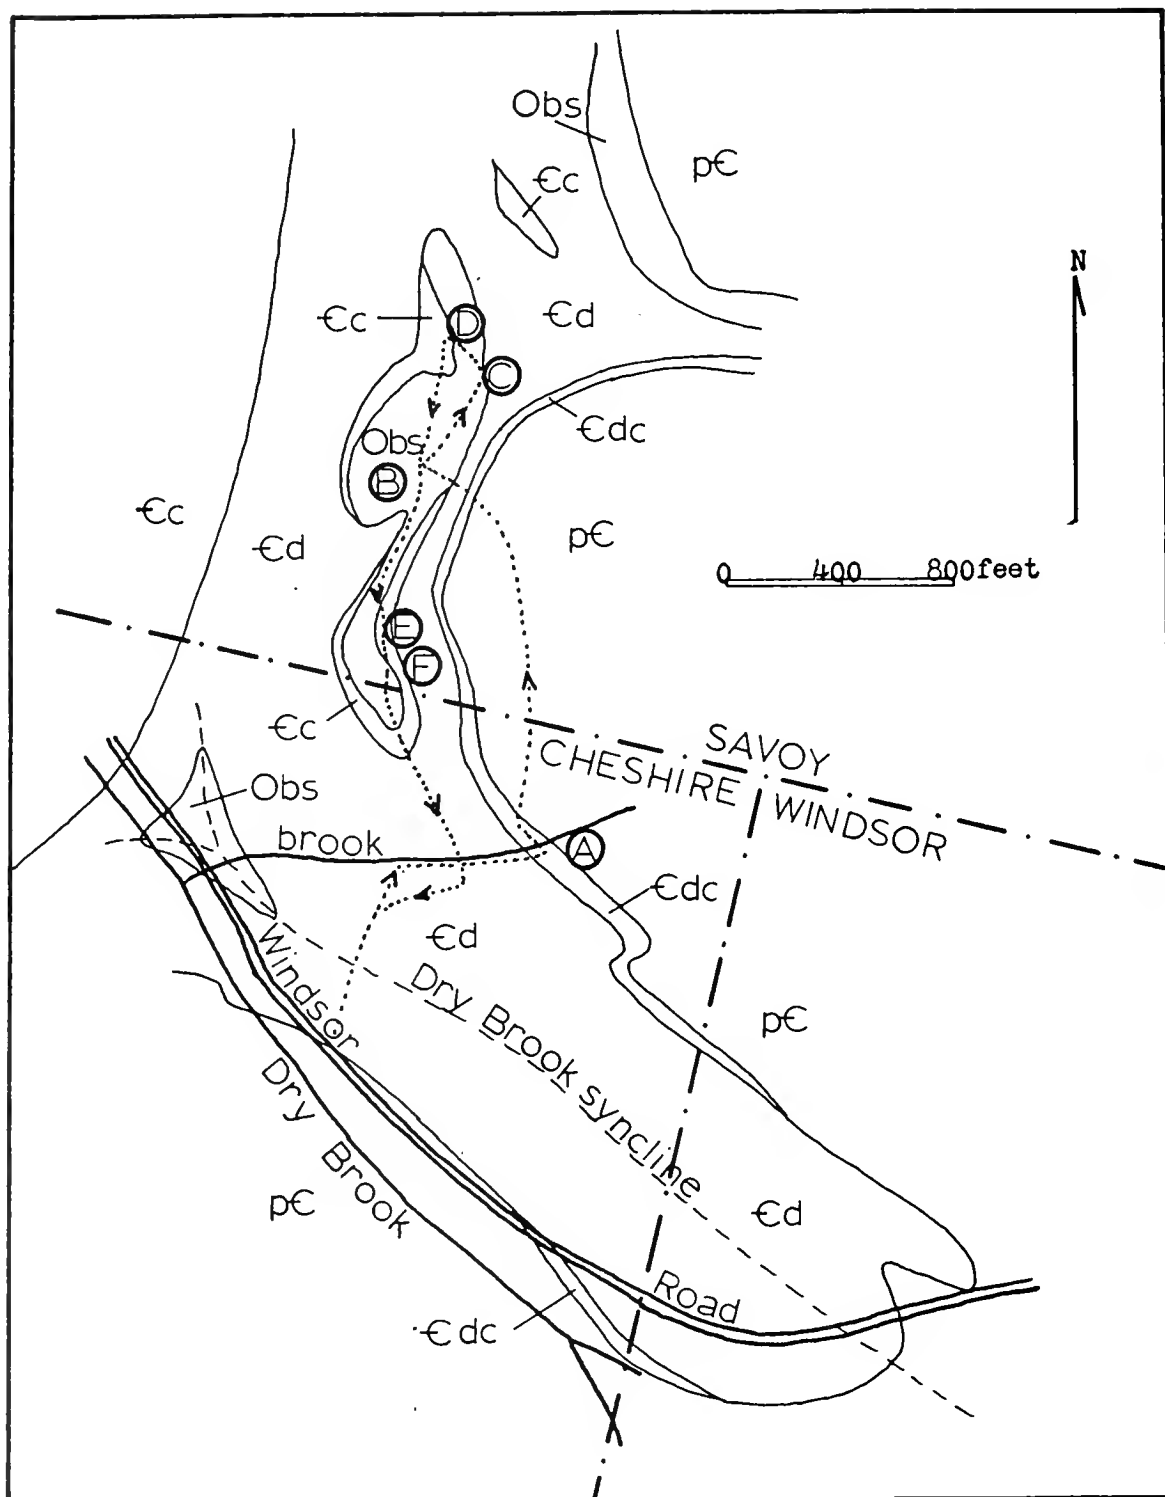 Obs
pЄ
Єc
N
Єc
D
Єd
C
Єdc
Obs
B
Єc
pЄ
Єd
0 400 800feet
E
F
Єc
SAVOY
CHESHIRE
WINDSOR
Obs
brook
A
Єdc
Єd
Windsor
Dry Brook syncline
pЄ
Dry Brook
pЄ
Єd
Road
Єdc